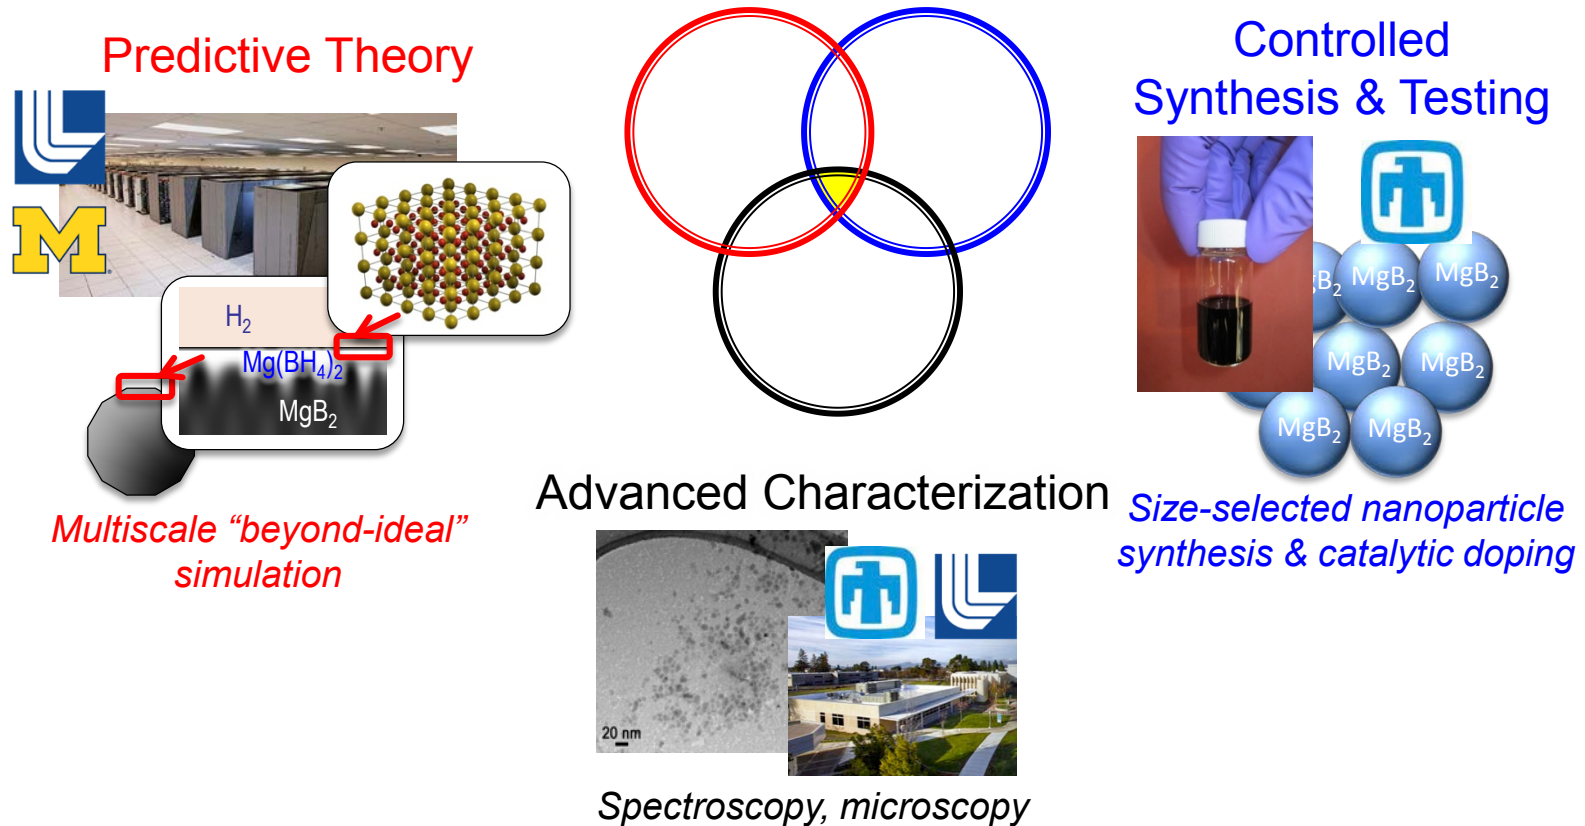 Predictive Theory
H₂
Mg(BH₄)₂
MgB₂
Multiscale “beyond-ideal”
simulation
Controlled
Synthesis & Testing
gB₂
MgB₂
MgB₂
MgB₂
MgB₂
MgB₂
MgB₂
Size-selected nanoparticle
synthesis & catalytic doping
Advanced Characterization
20 nm
Spectroscopy, microscopy
M